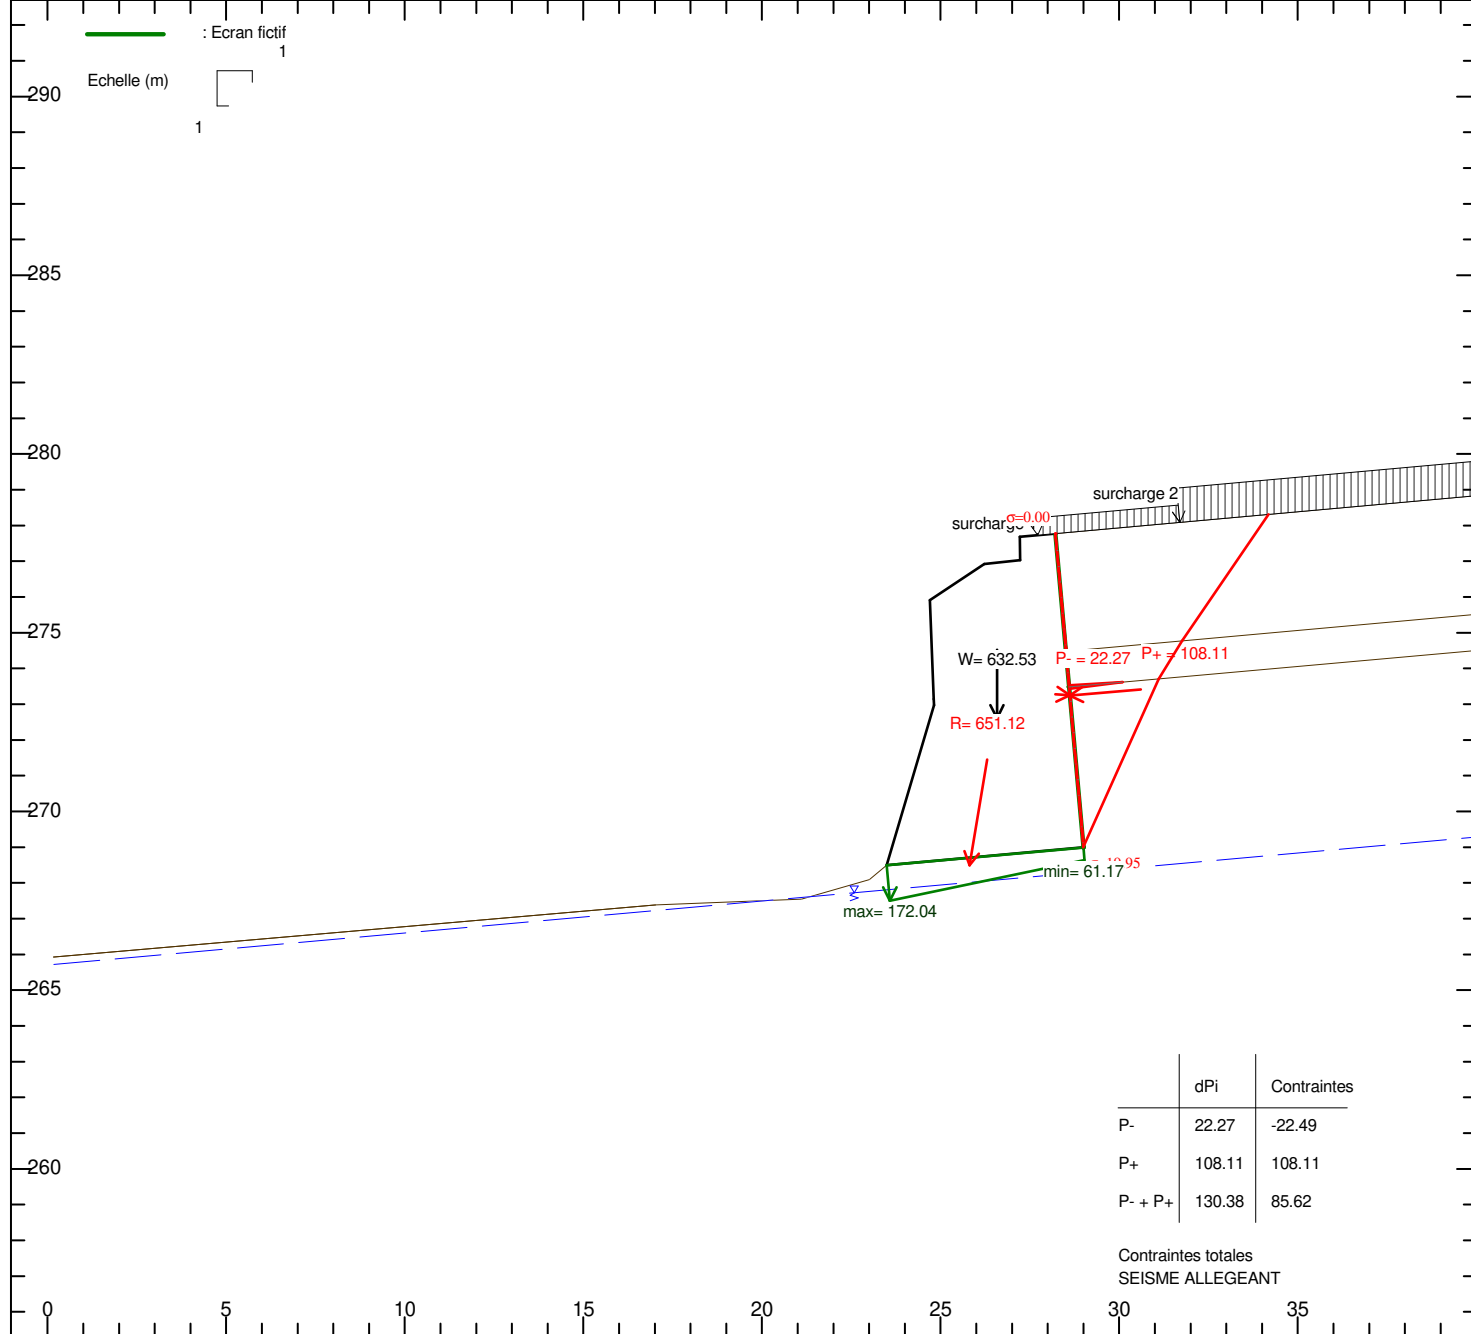 : Ecran fictif
1
Echelle (m)
1
290
285
280
275
270
265
260
surcharge 2
σ=0.00
W= 632.53
P- = 22.27
P+ = 108.11
R= 651.12
min= 61.17
max= 172.04
dPi Contraintes
P- 22.27 -22.49
P+ 108.11 108.11
P- + P+ 130.38 85.62
Contraintes totales
SEISME ALLEGEANT
0 5 10 15 20 25 30 35